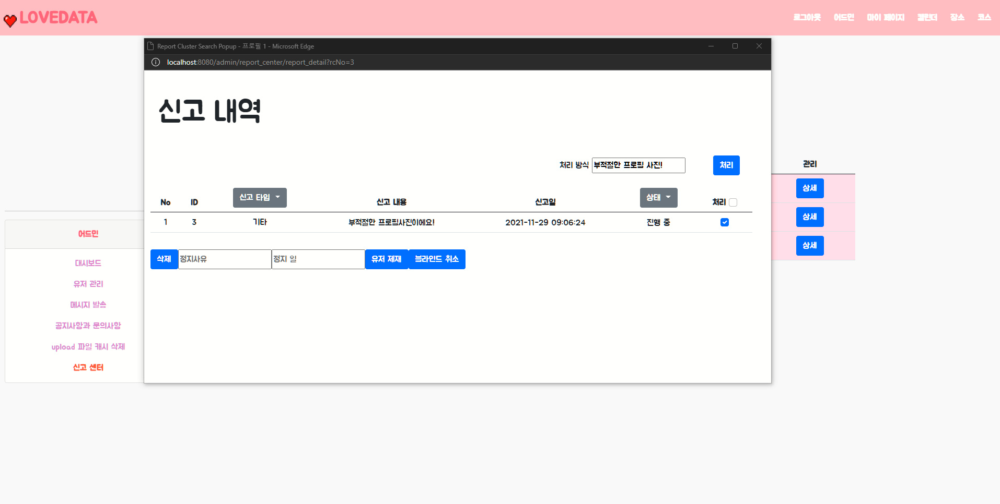 LOVEDATA
로그아웃 어드민 마이 페이지 캘린더 장소 코스
Report Cluster Search Popup - 프로필 1 - Microsoft Edge
localhost:8080/admin/report_center/report_detail?rcNo=3
신고 내역
처리 방식 부적절한 프로필 사진! 처리
No ID 신고 타입 신고 내용 신고일 상태 처리
1 3 기타 부적절한 프로필사진이에요! 2021-11-29 09:06:24 진행 중
삭제 정지사유 정지 일 유저 제재 블라인드 취소
관리
상세
상세
상세
어드민
대시보드
유저 관리
메시지 발송
공지사항과 문의사항
upload 파일 캐시 삭제
신고 센터